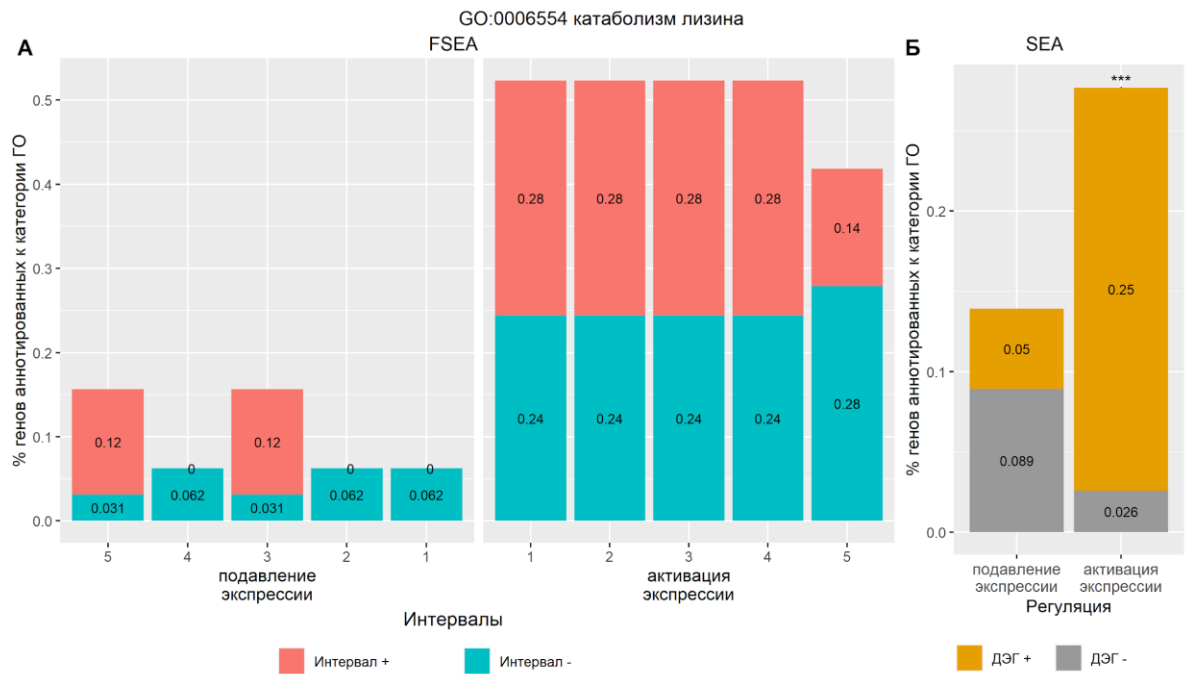 GO:0006554 катаболизм лизина
А
FSEA
Б
SEA
% генов аннотированных к категории ГО
0.5
0.4
0.3
0.2
0.1
0.0
0.12
0.031
0
0.062
0.12
0.031
0
0.062
0
0.062
0.28
0.24
0.28
0.24
0.28
0.24
0.28
0.24
0.14
0.28
5
4
3
2
1
1
2
3
4
5
подавление
экспрессии
активация
экспрессии
Интервалы
Интервал +
Интервал -
% генов аннотированных к категории ГО
0.2
0.1
0.0
***
0.05
0.089
0.25
0.026
подавление
экспрессии
активация
экспрессии
Регуляция
ДЭГ +
ДЭГ -